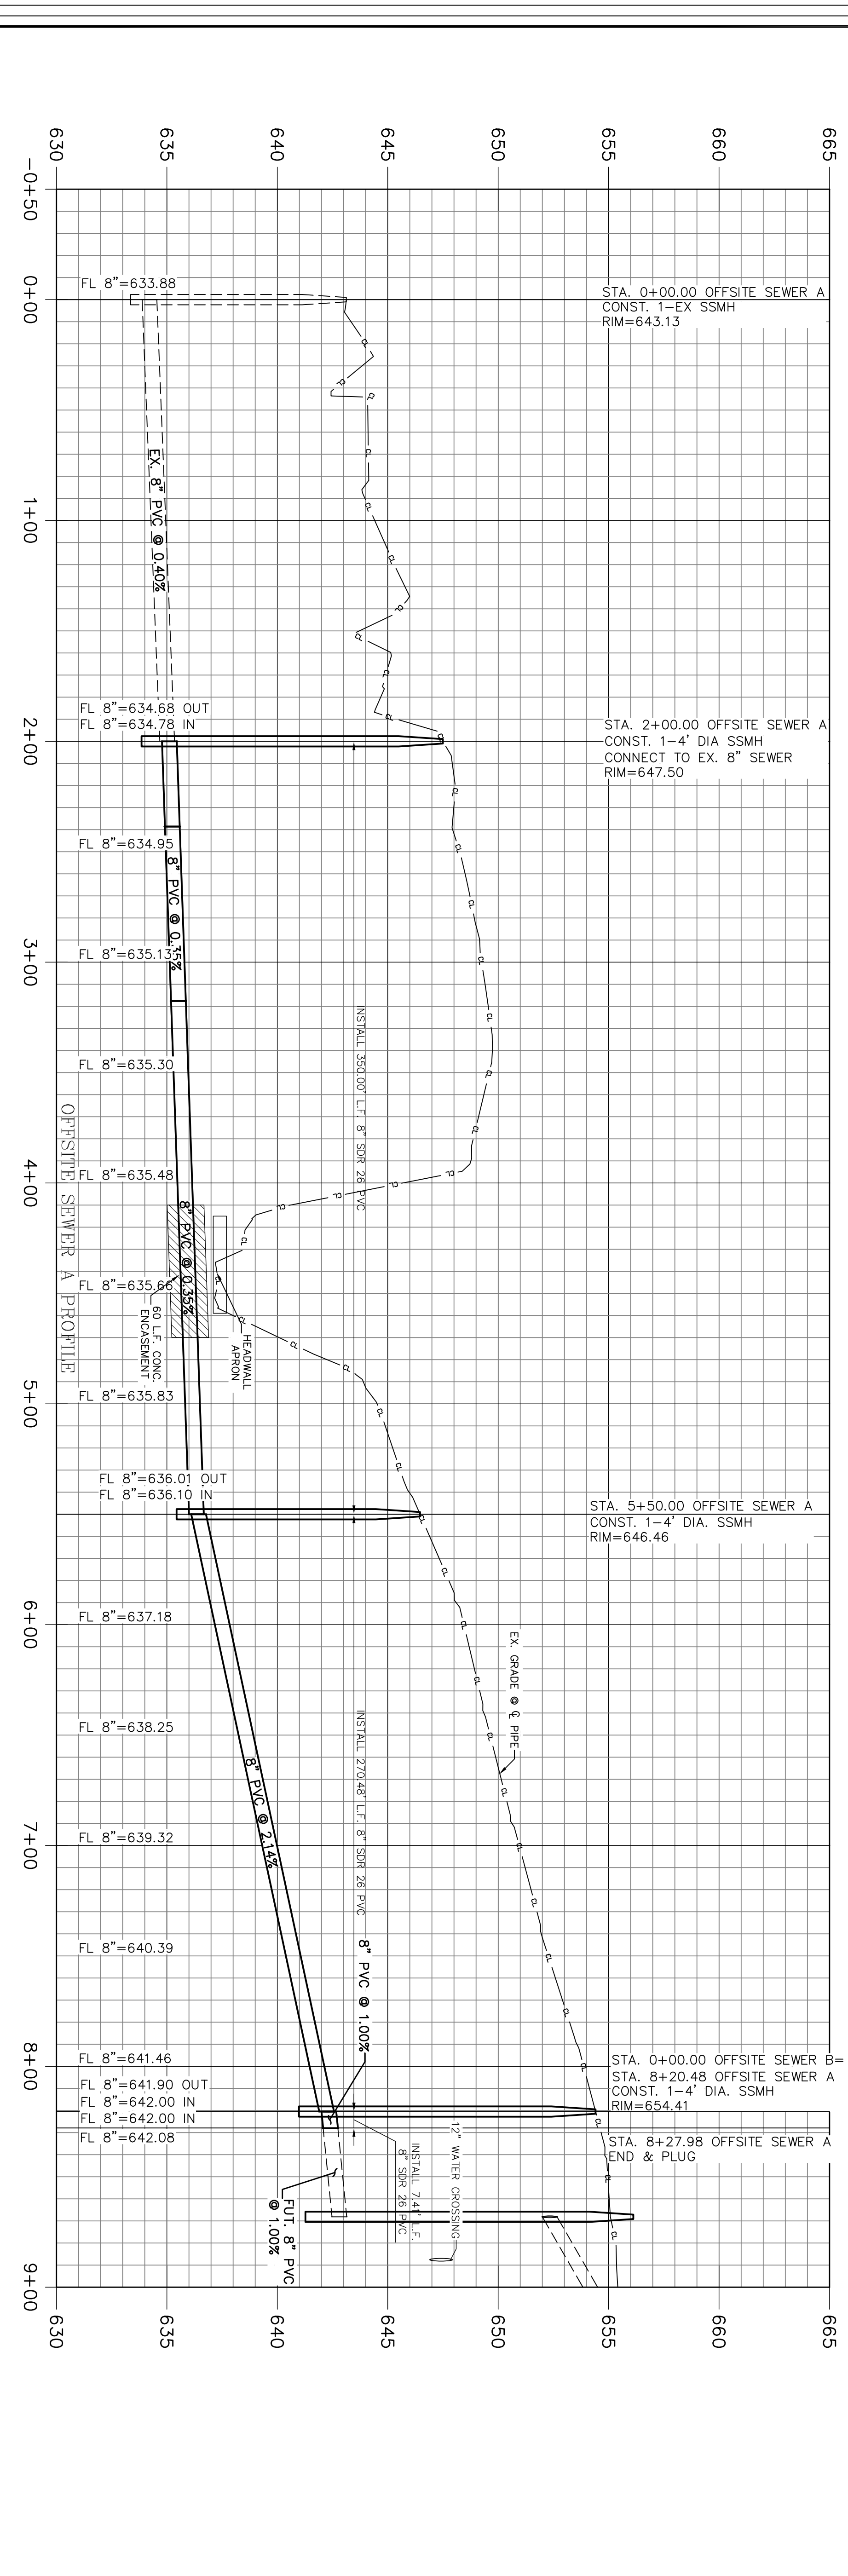 665
660
655
650
645
640
635
630
-0+50
0+00
1+00
2+00
3+00
4+00
5+00
6+00
7+00
8+00
9+00
STA. 0+00.00 OFFSITE SEWER A
CONST. 1-EX SSMH
RIM=643.13
FL 8"=633.88
EX. 8" PVC @ 0.40%
FL 8"=634.68 OUT
FL 8"=634.78 IN
STA. 2+00.00 OFFSITE SEWER A
CONST. 1-4' DIA SSMH
CONNECT TO EX. 8" SEWER
RIM=647.50
FL 8"=634.95
8" PVC @ 0.35%
FL 8"=635.13
INSTALL 350.00' L.F. 8" SDR 26 PVC
FL 8"=635.30
FL 8"=635.48
8" PVC @ 0.35%
FL 8"=635.66
60 L.F. CONC.
ENCASEMENT
HEADWALL
APRON
FL 8"=635.83
OFFSITE SEWER A PROFILE
FL 8"=636.01 OUT
FL 8"=636.10 IN
STA. 5+50.00 OFFSITE SEWER A
CONST. 1-4' DIA. SSMH
RIM=646.46
FL 8"=637.18
EX. GRADE @ ℄ PIPE
FL 8"=638.25
INSTALL 270.48' L.F. 8" SDR 26 PVC
8" PVC @ 2.14%
FL 8"=639.32
FL 8"=640.39
8" PVC @ 1.00%
FL 8"=641.46
FL 8"=641.90 OUT
FL 8"=642.00 IN
FL 8"=642.00 IN
FL 8"=642.08
STA. 0+00.00 OFFSITE SEWER B=
STA. 8+20.48 OFFSITE SEWER A
CONST. 1-4' DIA. SSMH
RIM=654.41
STA. 8+27.98 OFFSITE SEWER A
END & PLUG
12" WATER CROSSING
INSTALL 7.41' L.F.
8" SDR 26 PVC
FUT. 8" PVC
@ 1.00%
665
660
655
650
645
640
635
630